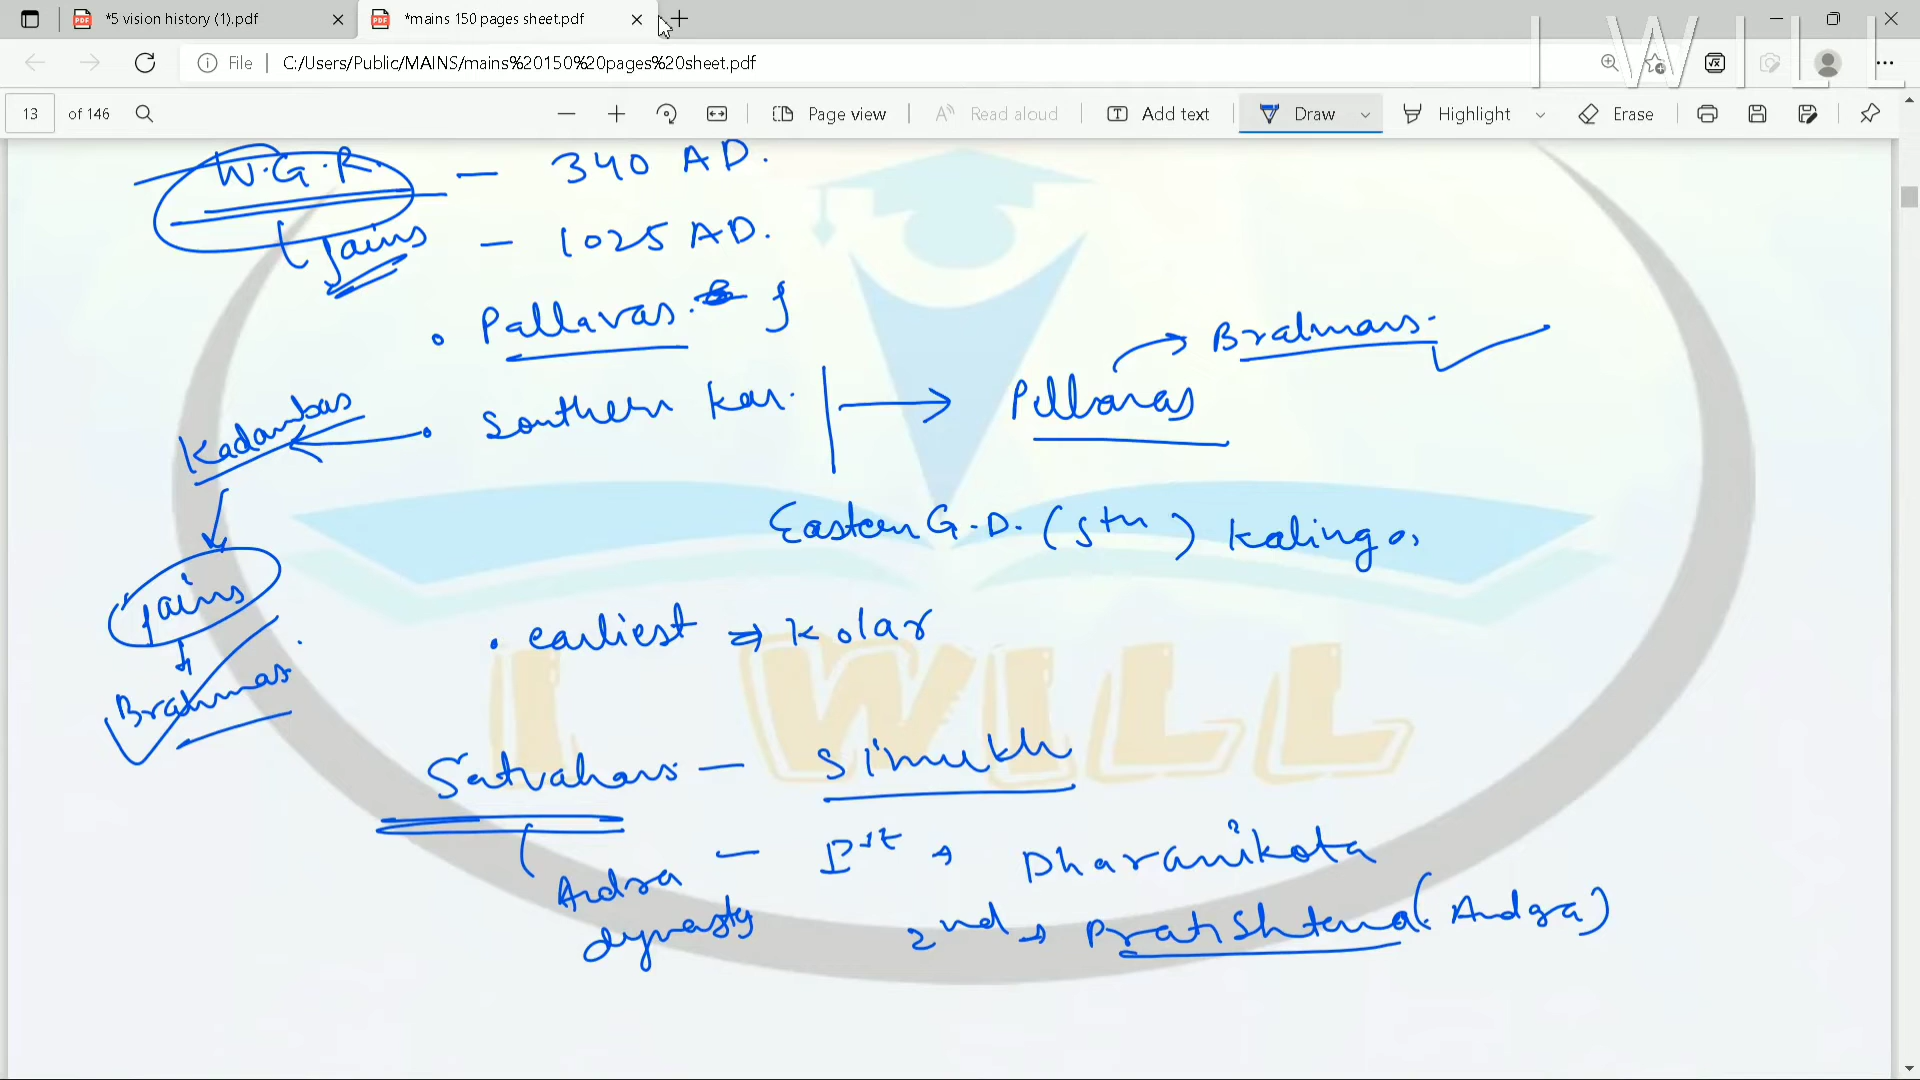 *5 vision history (1).pdf
*mains 150 pages sheet.pdf
I WILL
File C:/Users/Public/MAINS/mains%20150%20pages%20sheet.pdf
13 of 146 Page view Read aloud Add text Draw Highlight Erase
W.G.R. — 340 AD.
Jains — 1025 AD.
Pallavas.
Brahmans.
Kadambas
Southern Kar. → Pallavas
Eastern G.D. (5th) Kalinga,
Jains
earliest → Kolar
Brahmas.
I WILL
Satvahans — Simukh
Andra dynasty — Ist → Dharanikota
2nd → Pratishtana (Andra)